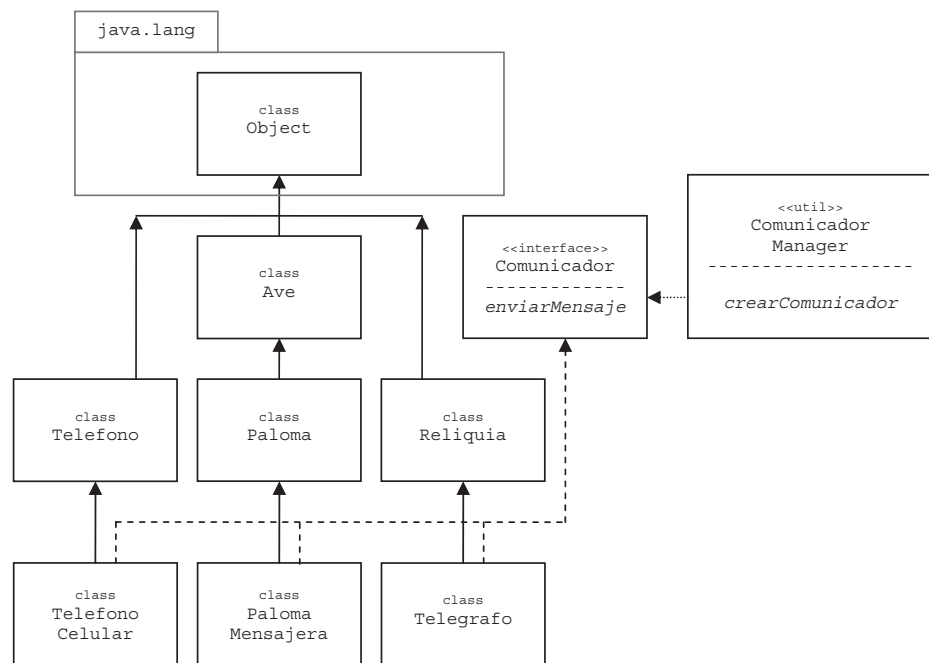 java.lang
class
Object
<<util>>
Comunicador
Manager
--------------------
crearComunicador
<<interface>>
Comunicador
-------------
enviarMensaje
class
Ave
class
Telefono
class
Paloma
class
Reliquia
class
Telefono
Celular
class
Paloma
Mensajera
class
Telegrafo